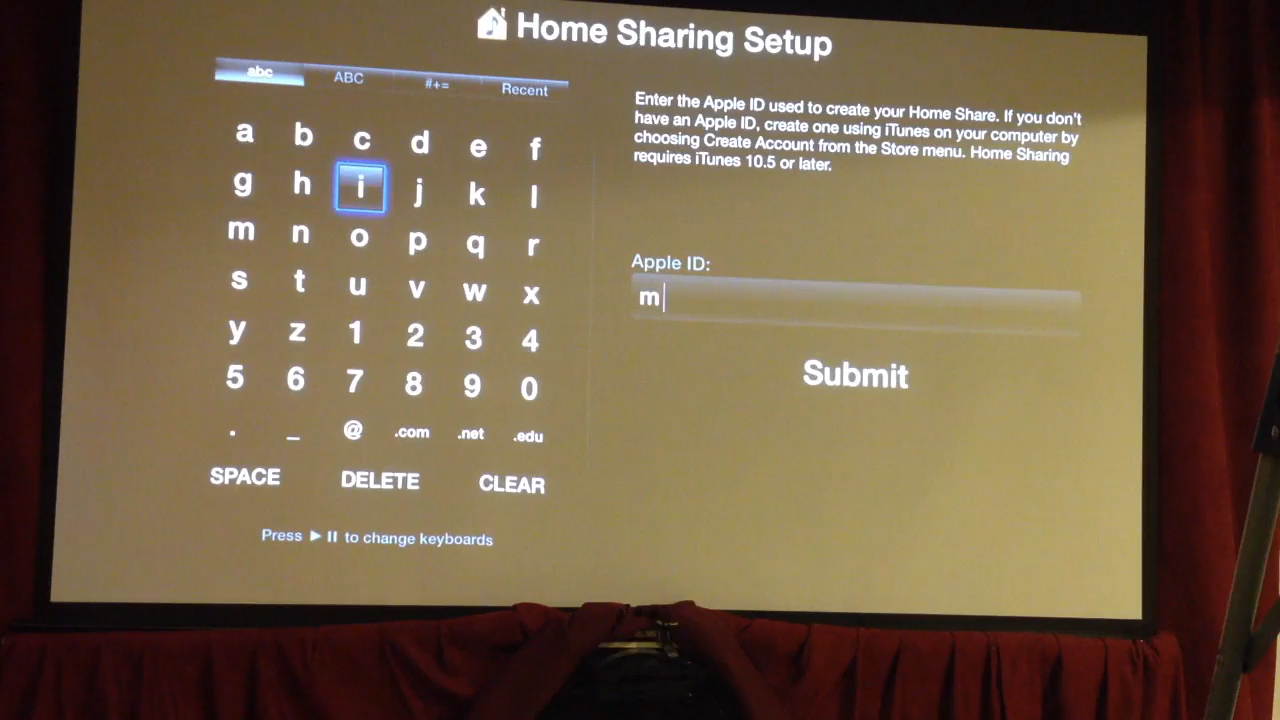 Home Sharing Setup
abc ABC #+= Recent
a b c d e f
g h i j k l
m n o p q r
s t u v w x
y z 1 2 3 4
5 6 7 8 9 0
. _ @ .com .net .edu
SPACE DELETE CLEAR
Press ►II to change keyboards
Enter the Apple ID used to create your Home Share. If you don't
have an Apple ID, create one using iTunes on your computer by
choosing Create Account from the Store menu. Home Sharing
requires iTunes 10.5 or later.
Apple ID:
m
Submit